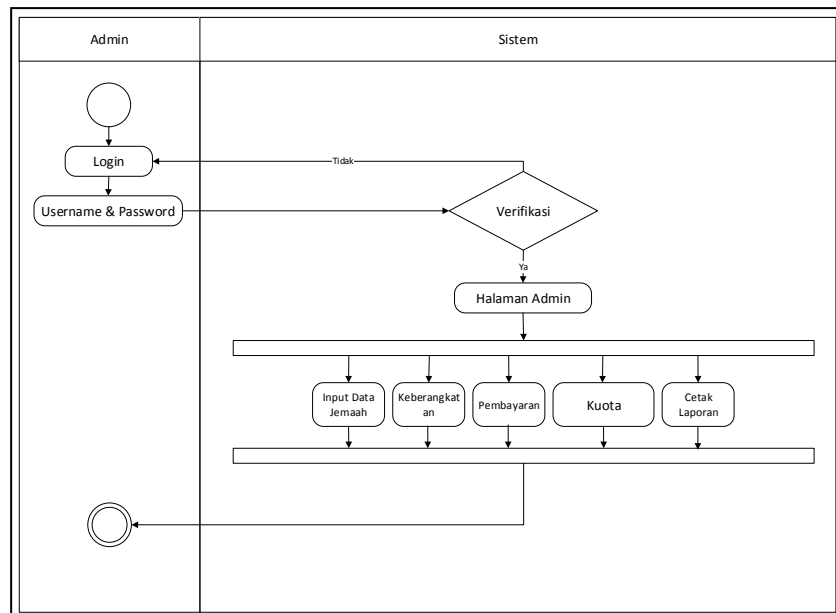 Admin
Sistem
Login
Tidak
Username & Password
Verifikasi
Ya
Halaman Admin
Input Data
Jemaah
Keberangkat
an
Pembayaran
Kuota
Cetak
Laporan